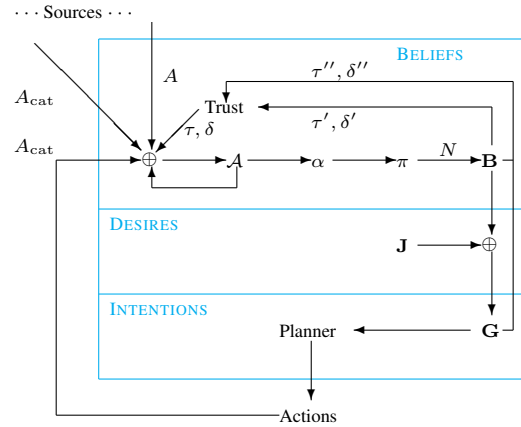 · · · Sources · · ·
BELIEFS
τ′′, δ′′
A
A_cat
Trust
τ′, δ′
τ, δ
A_cat
⊕ 𝒜 α π N B
DESIRES
J ⊕
INTENTIONS
Planner G
Actions